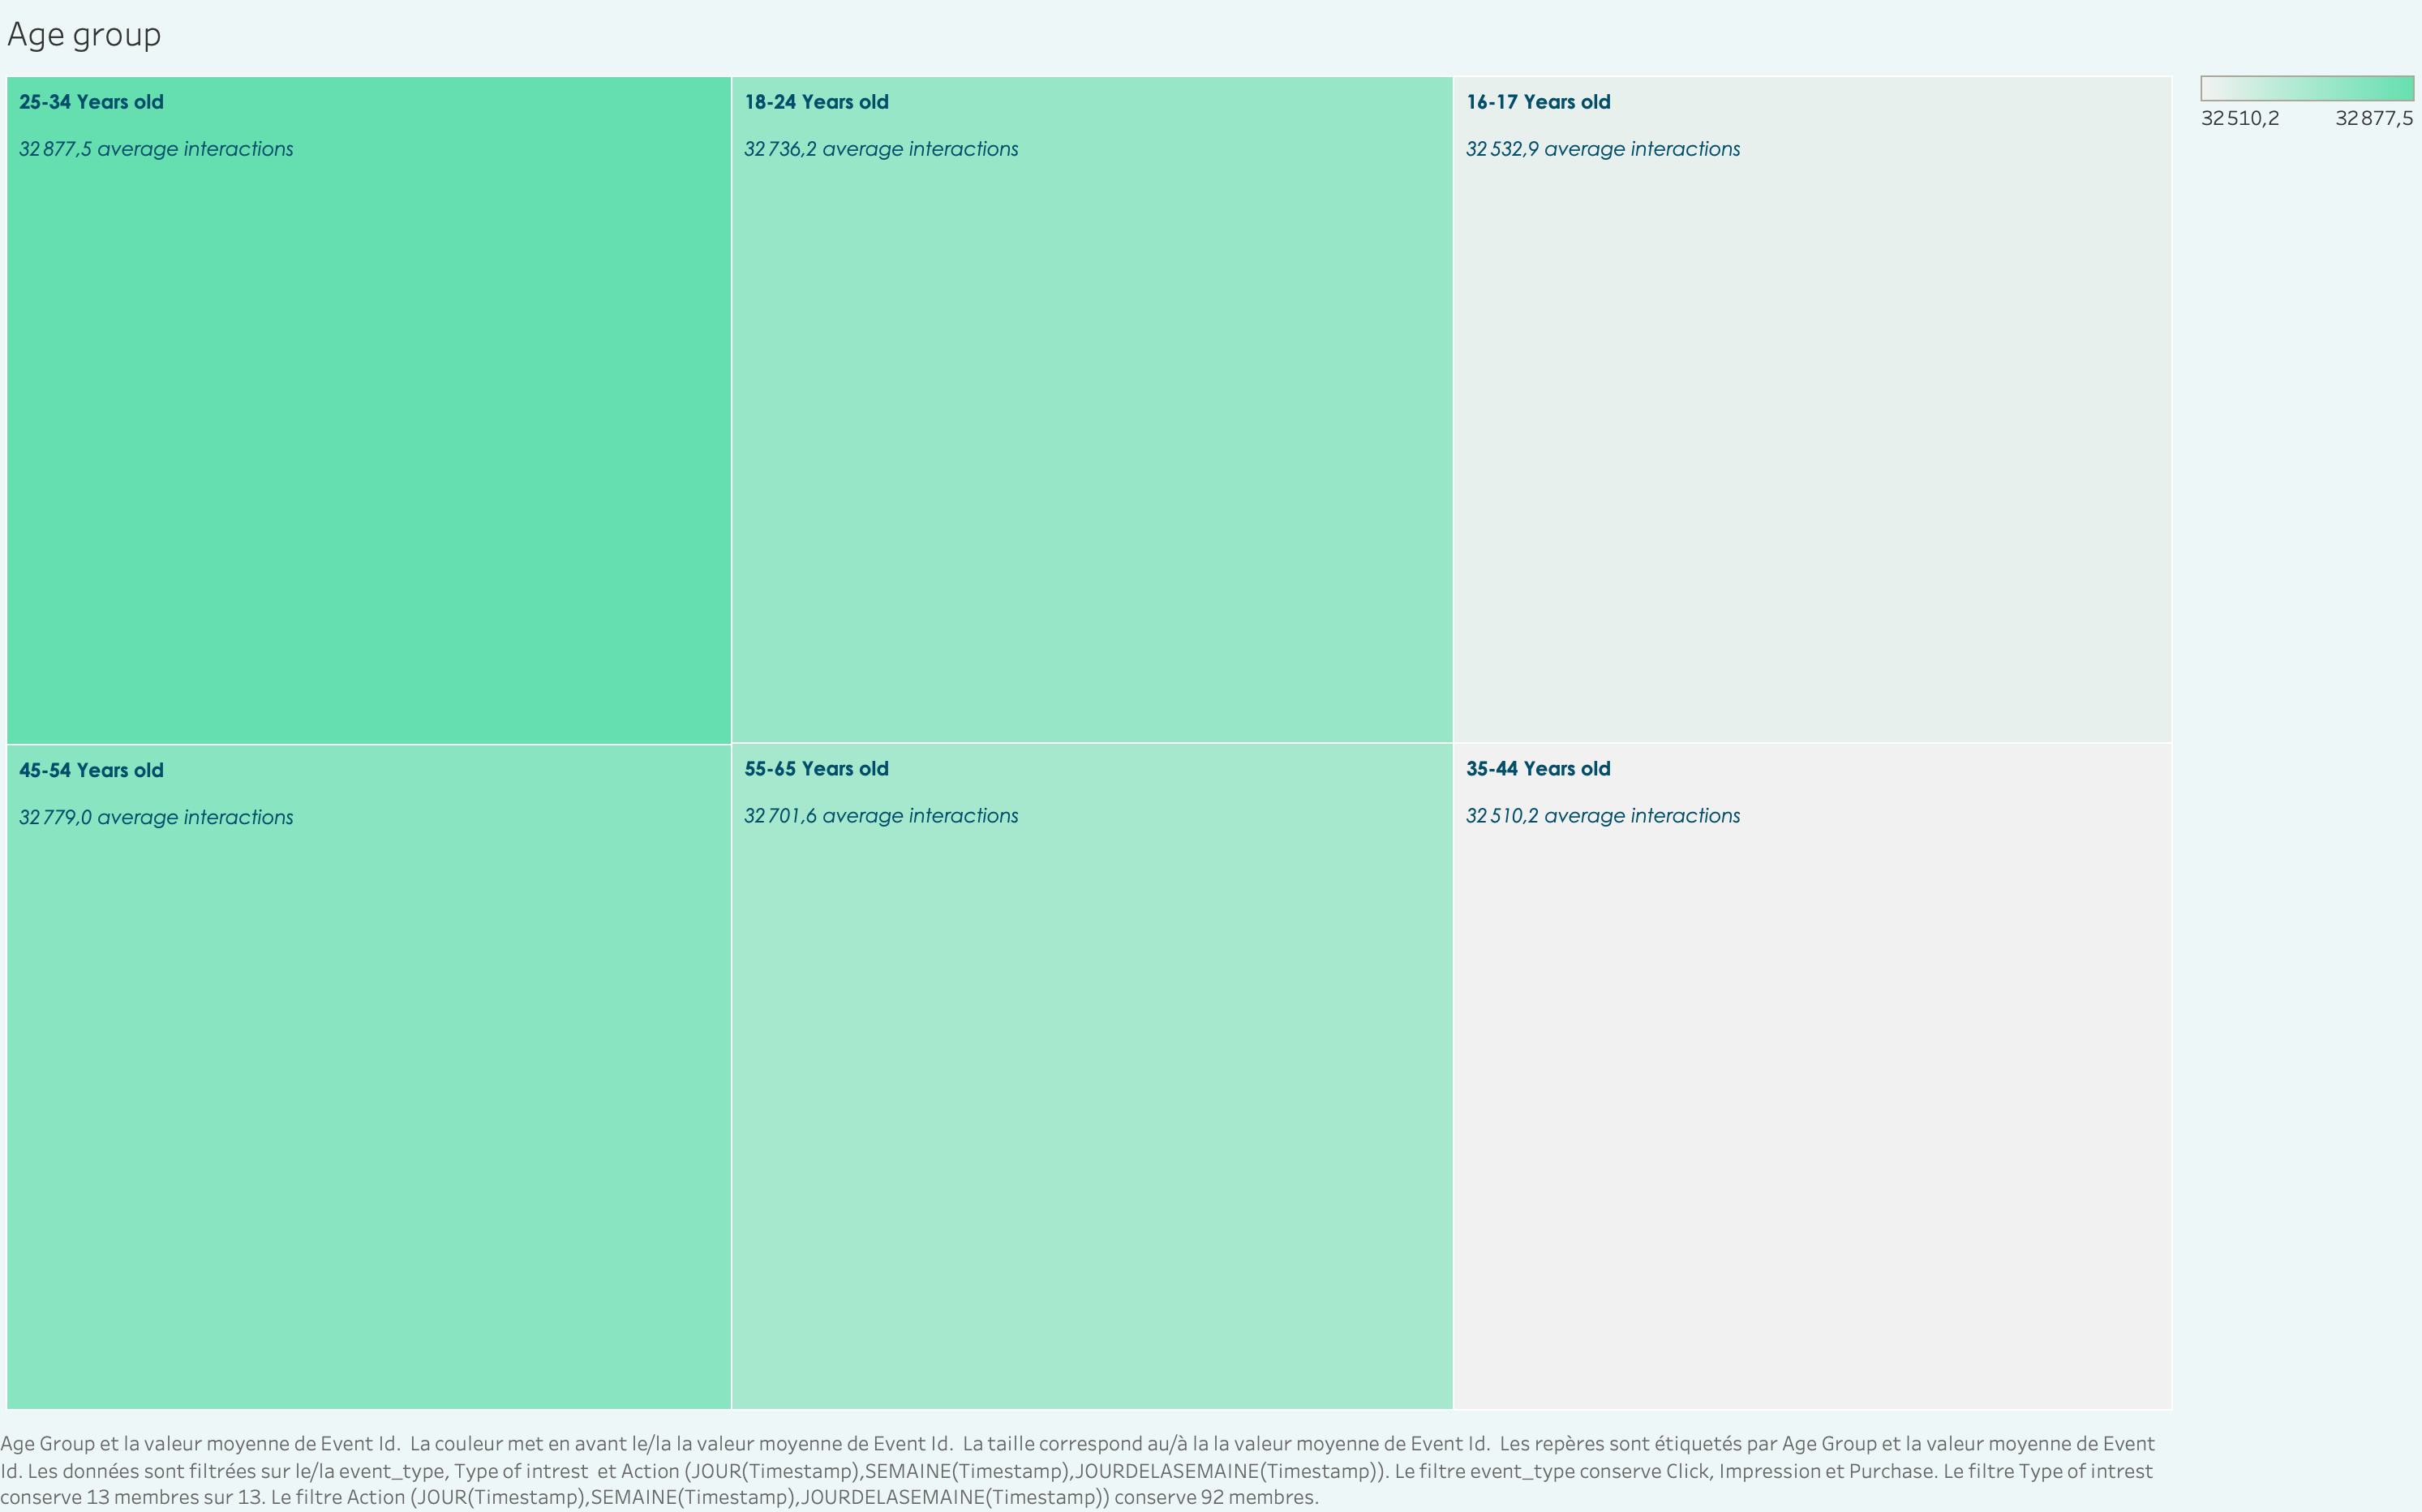 Age group
25-34 Years old
32 877,5 average interactions
18-24 Years old
32 736,2 average interactions
16-17 Years old
32 532,9 average interactions
32 510,2 32 877,5
45-54 Years old
32 779,0 average interactions
55-65 Years old
32 701,6 average interactions
35-44 Years old
32 510,2 average interactions
Age Group et la valeur moyenne de Event Id.  La couleur met en avant le/la la valeur moyenne de Event Id.  La taille correspond au/à la la valeur moyenne de Event Id.  Les repères sont étiquetés par Age Group et la valeur moyenne de Event
Id. Les données sont filtrées sur le/la event_type, Type of intrest  et Action (JOUR(Timestamp),SEMAINE(Timestamp),JOURDELASEMAINE(Timestamp)). Le filtre event_type conserve Click, Impression et Purchase. Le filtre Type of intrest
conserve 13 membres sur 13. Le filtre Action (JOUR(Timestamp),SEMAINE(Timestamp),JOURDELASEMAINE(Timestamp)) conserve 92 membres.